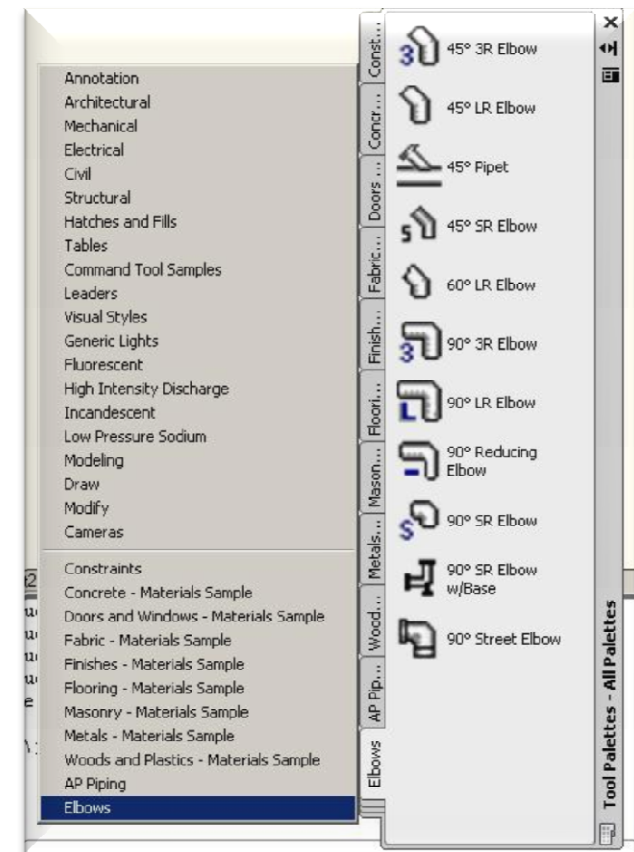 Annotation
Architectural
Mechanical
Electrical
Civil
Structural
Hatches and Fills
Tables
Command Tool Samples
Leaders
Visual Styles
Generic Lights
Fluorescent
High Intensity Discharge
Incandescent
Low Pressure Sodium
Modeling
Draw
Modify
Cameras
Constraints
Concrete - Materials Sample
Doors and Windows - Materials Sample
Fabric - Materials Sample
Finishes - Materials Sample
Flooring - Materials Sample
Masonry - Materials Sample
Metals - Materials Sample
Woods and Plastics - Materials Sample
AP Piping
Elbows
Const...
Concr...
Doors ...
Fabric...
Finish...
Floori...
Mason...
Metals...
Wood...
AP Pip...
Elbows
3 45° 3R Elbow
45° LR Elbow
45° Pipet
S 45° SR Elbow
60° LR Elbow
3 90° 3R Elbow
L 90° LR Elbow
90° Reducing
Elbow
S 90° SR Elbow
90° SR Elbow
w/Base
90° Street Elbow
Tool Palettes - All Palettes